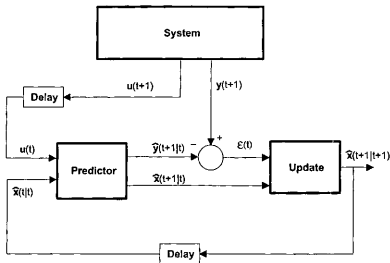 System
u(t+1)
y(t+1)
Delay
u(t)
ŷ(t+1|t)
−
+
ε(t)
x̂(t+1|t+1)
Predictor
Update
x̂(t|t)
x̂(t+1|t)
Delay